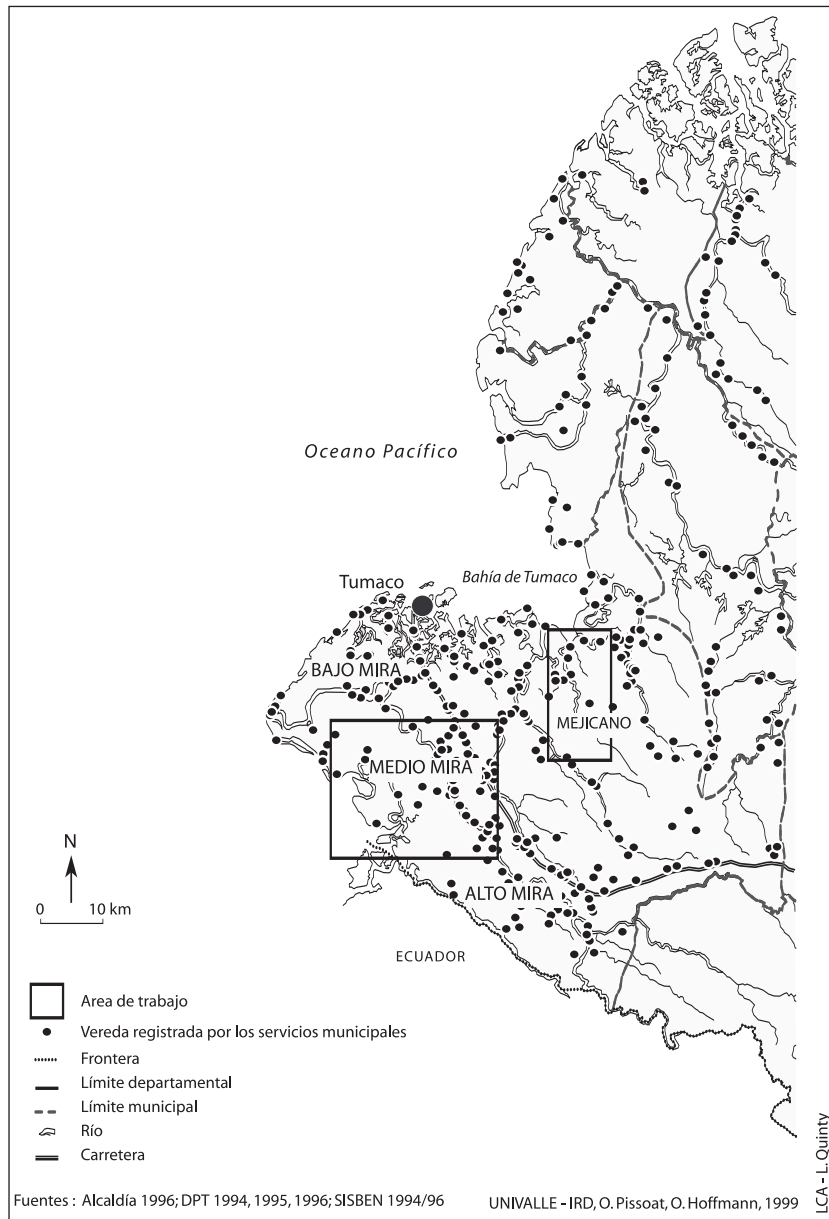 Oceano Pacífico
Tumaco
Bahía de Tumaco
BAJO MIRA
MEJICANO
MEDIO MIRA
ALTO MIRA
ECUADOR
N
0 10 km
Area de trabajo
Vereda registrada por los servicios municipales
Frontera
Límite departamental
Límite municipal
Río
Carretera
Fuentes : Alcaldía 1996; DPT 1994, 1995, 1996; SISBEN 1994/96
UNIVALLE - IRD, O. Pissoat, O. Hoffmann, 1999
LCA - L. Quinty